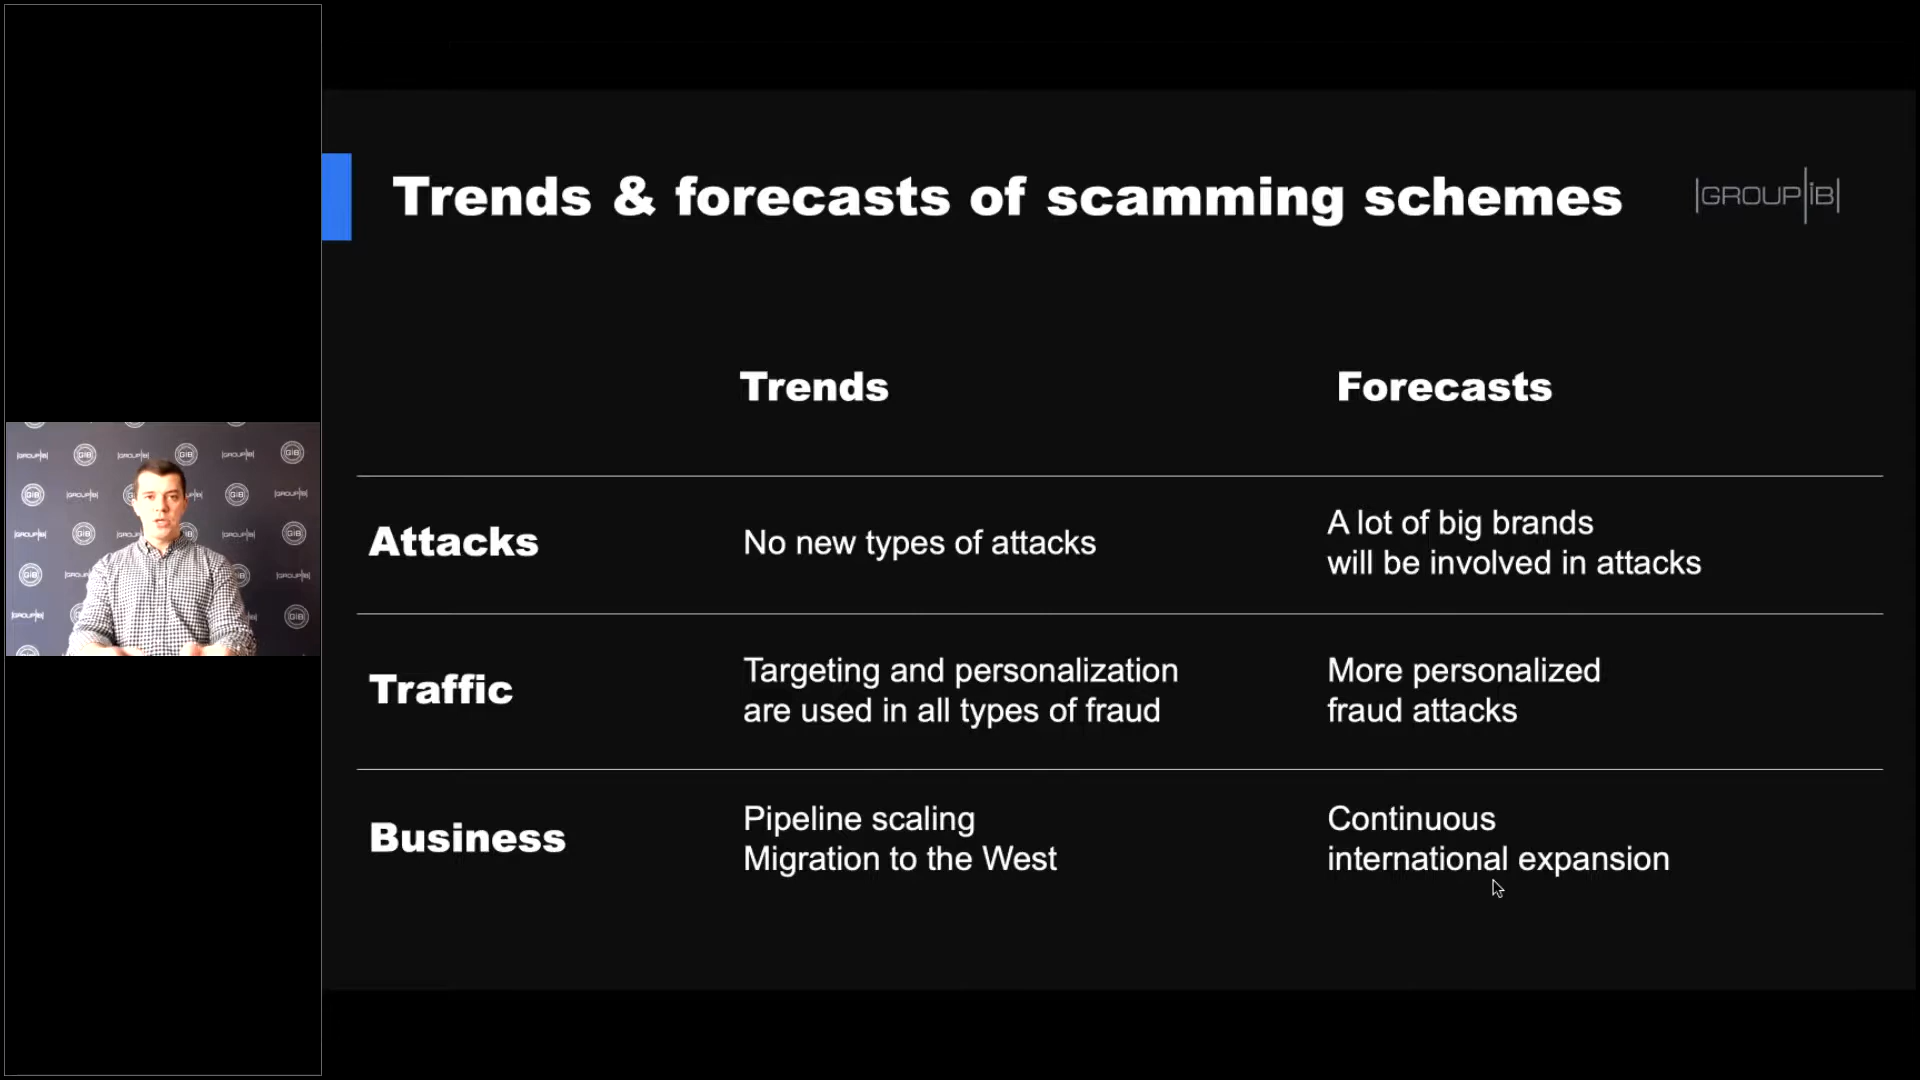 Trends & forecasts of scamming schemes
|GROUP|iB|
Trends
Forecasts
Attacks
No new types of attacks
A lot of big brands
will be involved in attacks
Traffic
Targeting and personalization
are used in all types of fraud
More personalized
fraud attacks
Business
Pipeline scaling
Migration to the West
Continuous
international expansion